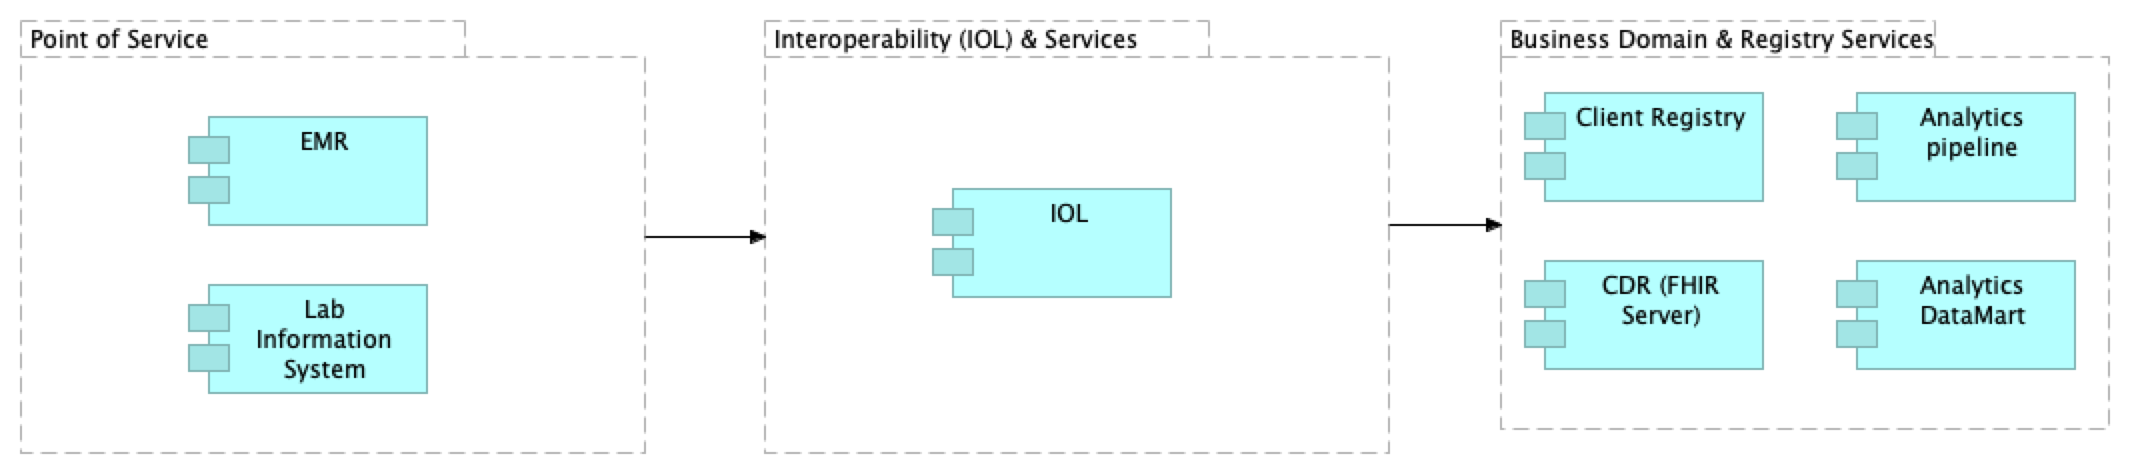 Point of Service
EMR
Lab
Information
System
Interoperability (IOL) & Services
IOL
Business Domain & Registry Services
Client Registry
Analytics
pipeline
CDR (FHIR
Server)
Analytics
DataMart